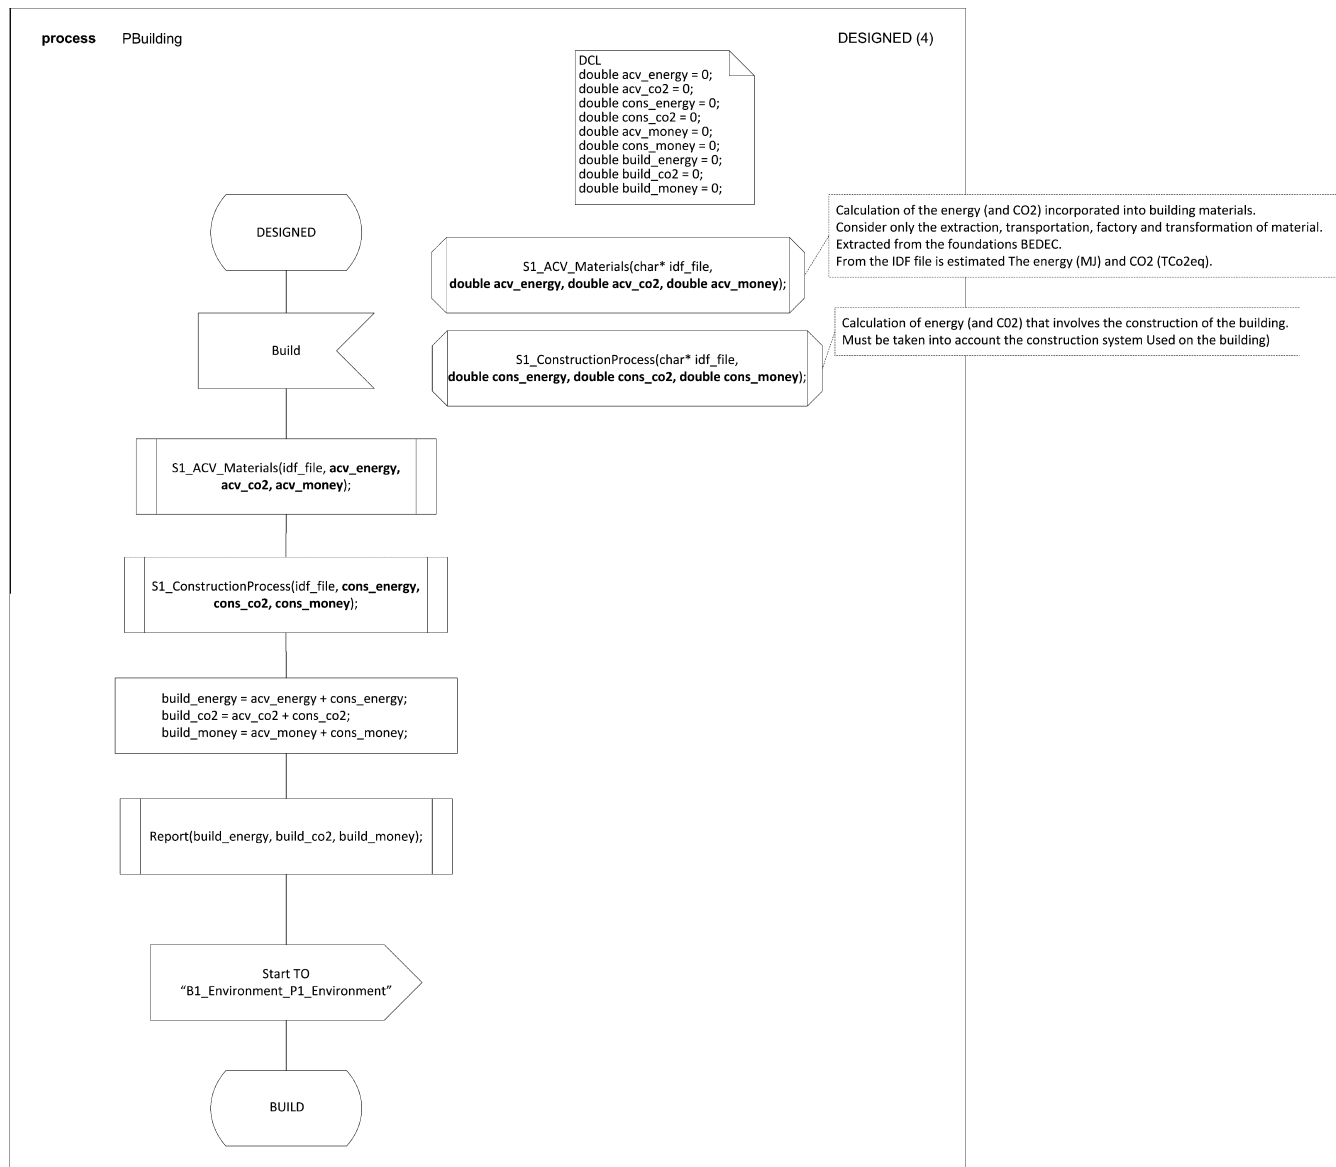 process PBuilding DESIGNED (4)
DCL
double acv_energy = 0;
double acv_co2 = 0;
double cons_energy = 0;
double cons_co2 = 0;
double acv_money = 0;
double cons_money = 0;
double build_energy = 0;
double build_co2 = 0;
double build_money = 0;
Calculation of the energy (and CO2) incorporated into building materials.
Consider only the extraction, transportation, factory and transformation of material.
Extracted from the foundations BEDEC.
From the IDF file is estimated The energy (MJ) and CO2 (TCo2eq).
S1_ACV_Materials(char* idf_file,
double acv_energy, double acv_co2, double acv_money);
Calculation of energy (and C02) that involves the construction of the building.
Must be taken into account the construction system Used on the building)
S1_ConstructionProcess(char* idf_file,
double cons_energy, double cons_co2, double cons_money);
DESIGNED
Build
S1_ACV_Materials(idf_file, acv_energy,
acv_co2, acv_money);
S1_ConstructionProcess(idf_file, cons_energy,
cons_co2, cons_money);
build_energy = acv_energy + cons_energy;
build_co2 = acv_co2 + cons_co2;
build_money = acv_money + cons_money;
Report(build_energy, build_co2, build_money);
Start TO
“B1_Environment_P1_Environment”
BUILD